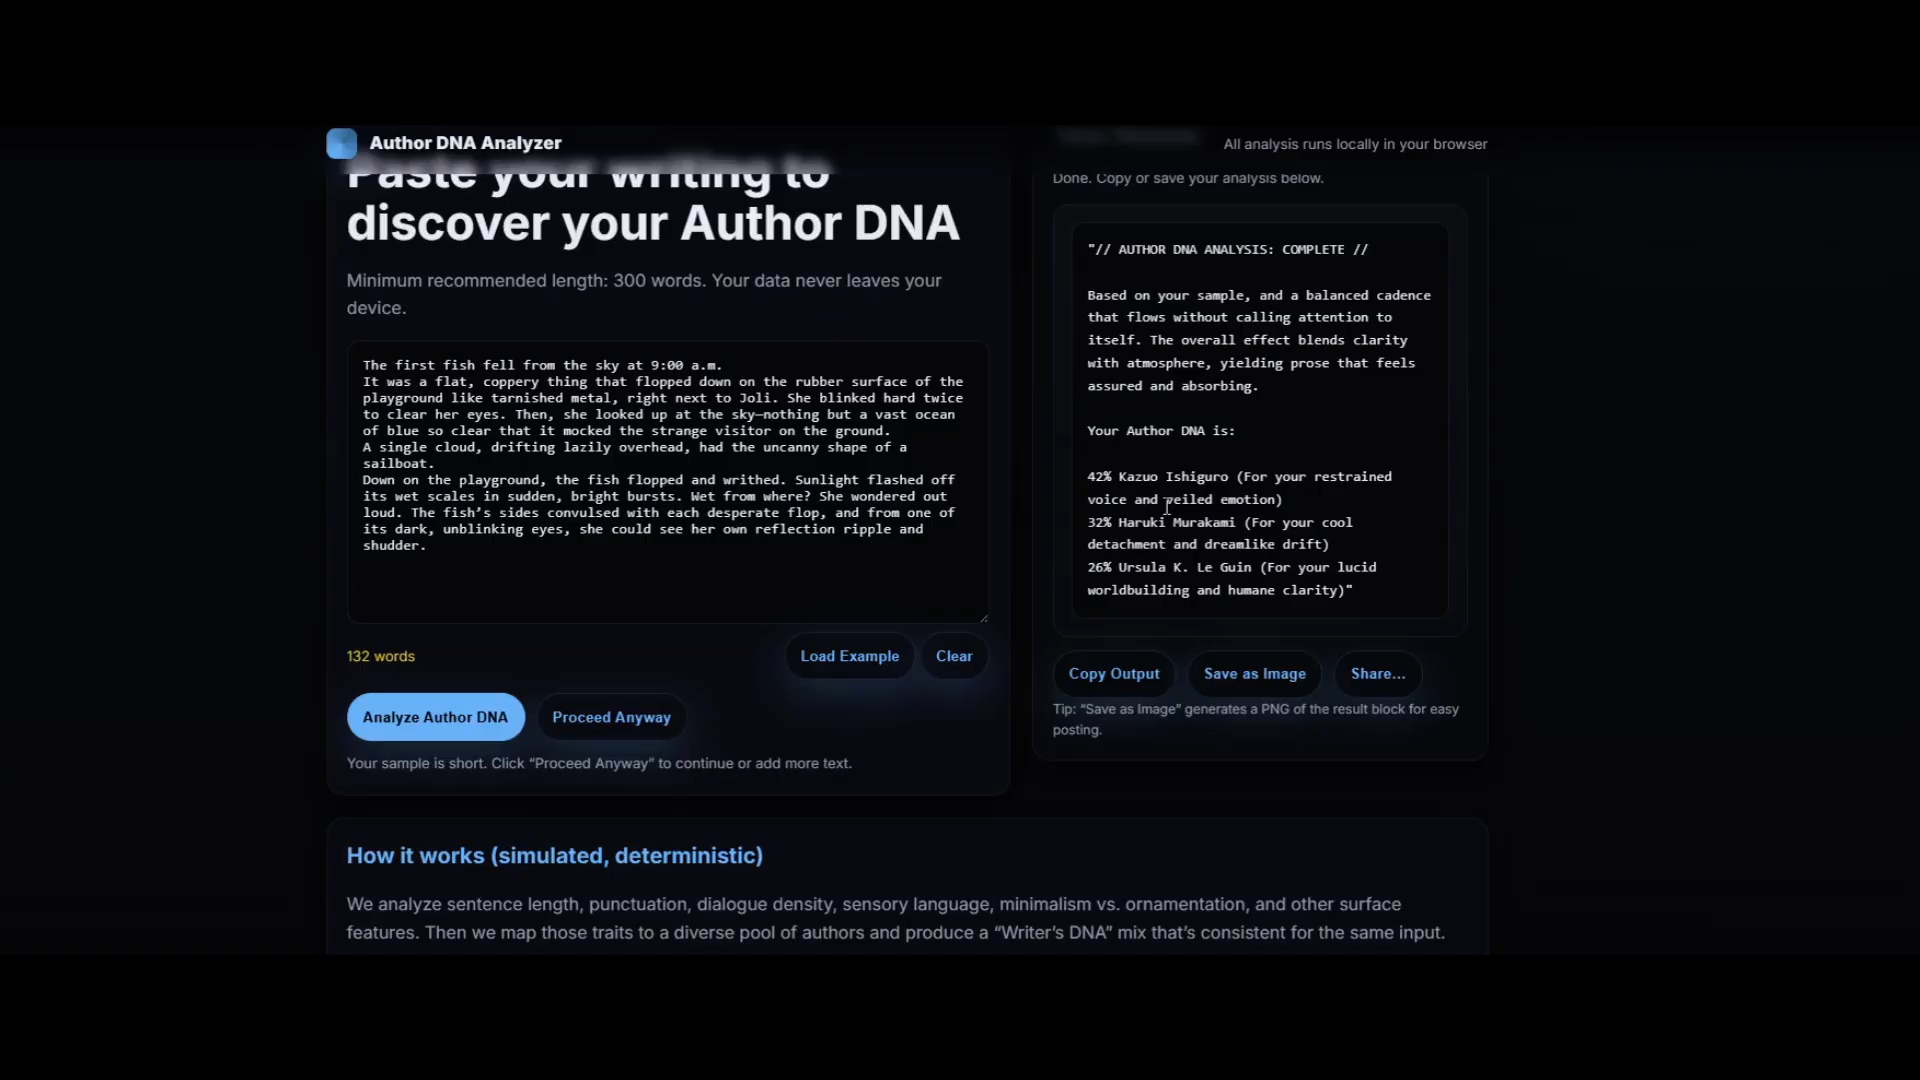 Author DNA Analyzer
All analysis runs locally in your browser
Paste your writing to
discover your Author DNA
Minimum recommended length: 300 words. Your data never leaves your
device.
The first fish fell from the sky at 9:00 a.m.
It was a flat, coppery thing that flopped down on the rubber surface of the
playground like tarnished metal, right next to Joli. She blinked hard twice
to clear her eyes. Then, she looked up at the sky—nothing but a vast ocean
of blue so clear that it mocked the strange visitor on the ground.
A single cloud, drifting lazily overhead, had the uncanny shape of a
sailboat.
Down on the playground, the fish flopped and writhed. Sunlight flashed off
its wet scales in sudden, bright bursts. Wet from where? She wondered out
loud. The fish’s sides convulsed with each desperate flop, and from one of
its dark, unblinking eyes, she could see her own reflection ripple and
shudder.
132 words
Load Example
Clear
Analyze Author DNA
Proceed Anyway
Your sample is short. Click “Proceed Anyway” to continue or add more text.
Done. Copy or save your analysis below.
"// AUTHOR DNA ANALYSIS: COMPLETE //
Based on your sample, and a balanced cadence
that flows without calling attention to
itself. The overall effect blends clarity
with atmosphere, yielding prose that feels
assured and absorbing.
Your Author DNA is:
42% Kazuo Ishiguro (For your restrained
voice and veiled emotion)
32% Haruki Murakami (For your cool
detachment and dreamlike drift)
26% Ursula K. Le Guin (For your lucid
worldbuilding and humane clarity)"
Copy Output
Save as Image
Share...
Tip: “Save as Image” generates a PNG of the result block for easy
posting.
How it works (simulated, deterministic)
We analyze sentence length, punctuation, dialogue density, sensory language, minimalism vs. ornamentation, and other surface
features. Then we map those traits to a diverse pool of authors and produce a “Writer’s DNA” mix that’s consistent for the same input.